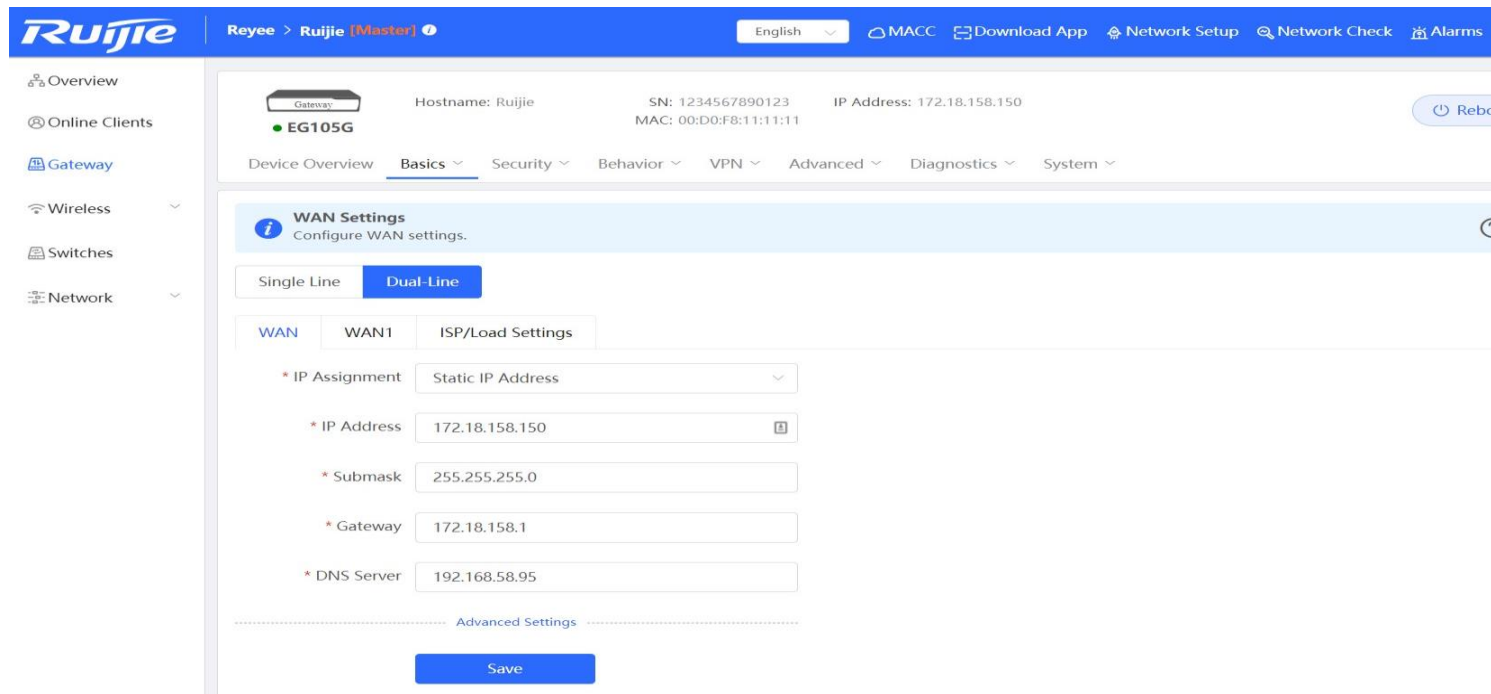 Ruijie
Reyee > Ruijie [Master]
English
MACC
Download App
Network Setup
Network Check
Alarms
Overview
Online Clients
Gateway
Wireless
Switches
Network
Gateway
EG105G
Hostname: Ruijie
SN: 1234567890123
IP Address: 172.18.158.150
MAC: 00:D0:F8:11:11:11
Device Overview
Basics
Security
Behavior
VPN
Advanced
Diagnostics
System
WAN Settings
Configure WAN settings.
Single Line
Dual-Line
WAN
WAN1
ISP/Load Settings
* IP Assignment
Static IP Address
* IP Address
172.18.158.150
* Submask
255.255.255.0
* Gateway
172.18.158.1
* DNS Server
192.168.58.95
Advanced Settings
Save